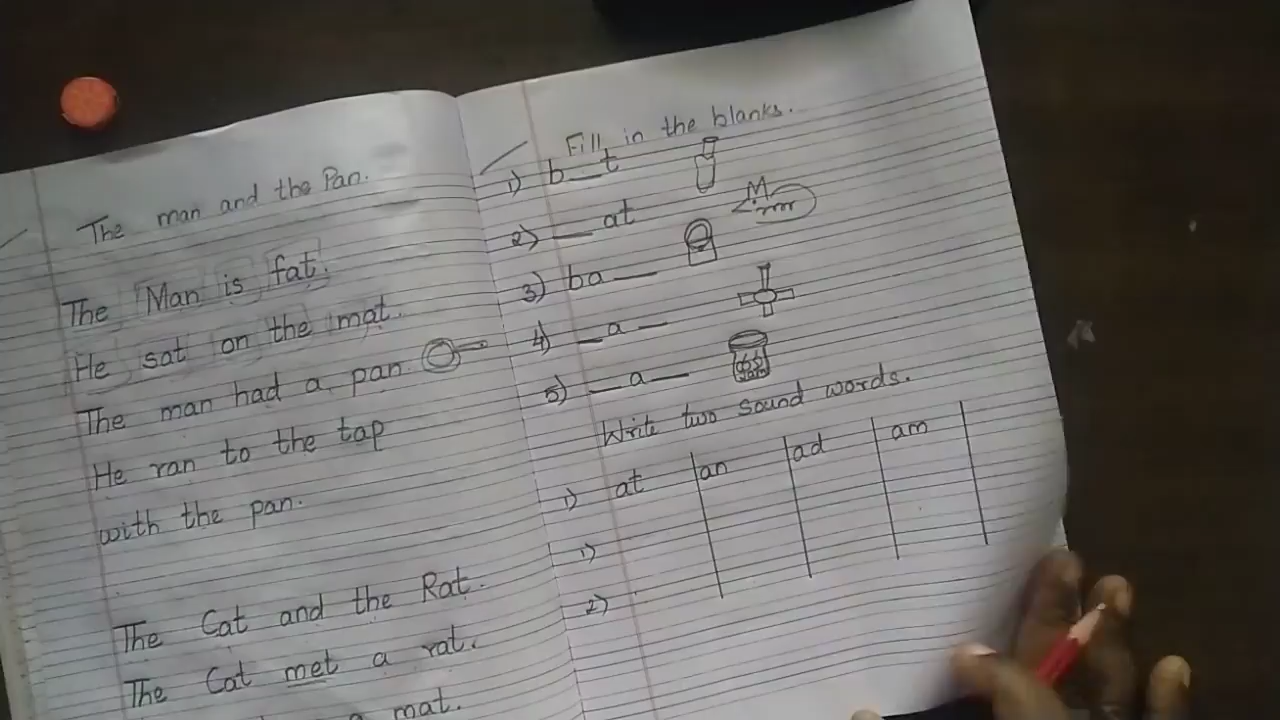 The man and the Pan.
The Man is fat.
He sat on the mat.
The man had a pan.
He ran to the tap
with the pan.
The Cat and the Rat.
The Cat met a rat.
a mat.
Fill in the blanks.
1) b__t
2) __at
3) ba__
4) __a__
5) __a__
Jam
Write two sound words.
1) at an ad am
1)
2)